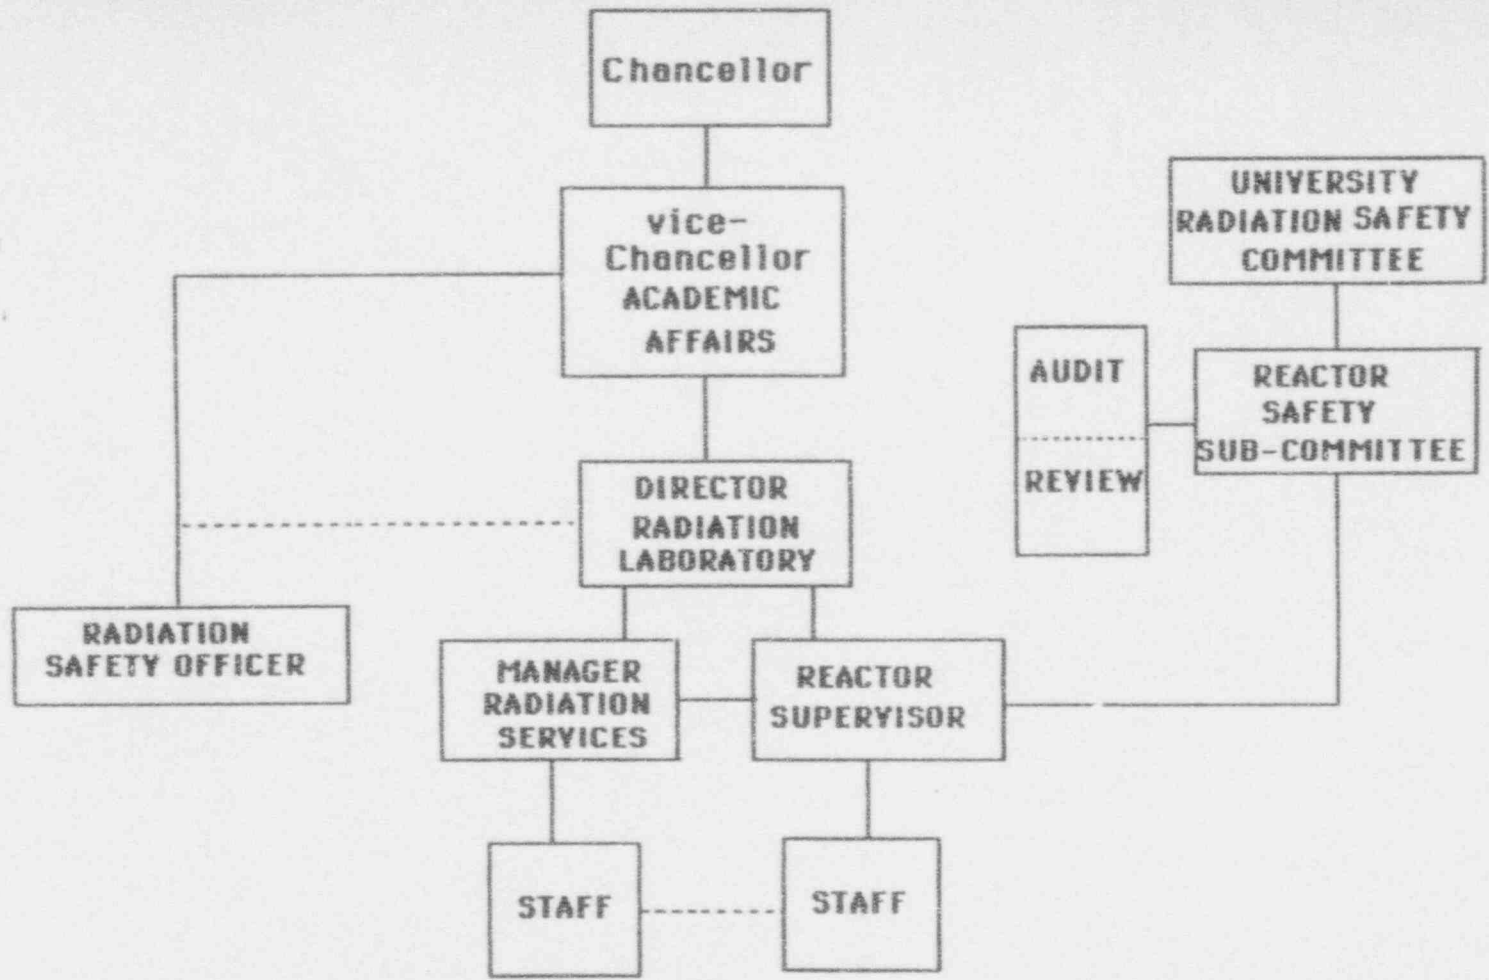 Chancellor
vice-
Chancellor
ACADEMIC
AFFAIRS
UNIVERSITY
RADIATION SAFETY
COMMITTEE
AUDIT
REVIEW
REACTOR
SAFETY
SUB-COMMITTEE
DIRECTOR
RADIATION
LABORATORY
RADIATION
SAFETY OFFICER
MANAGER
RADIATION
SERVICES
REACTOR
SUPERVISOR
STAFF
STAFF